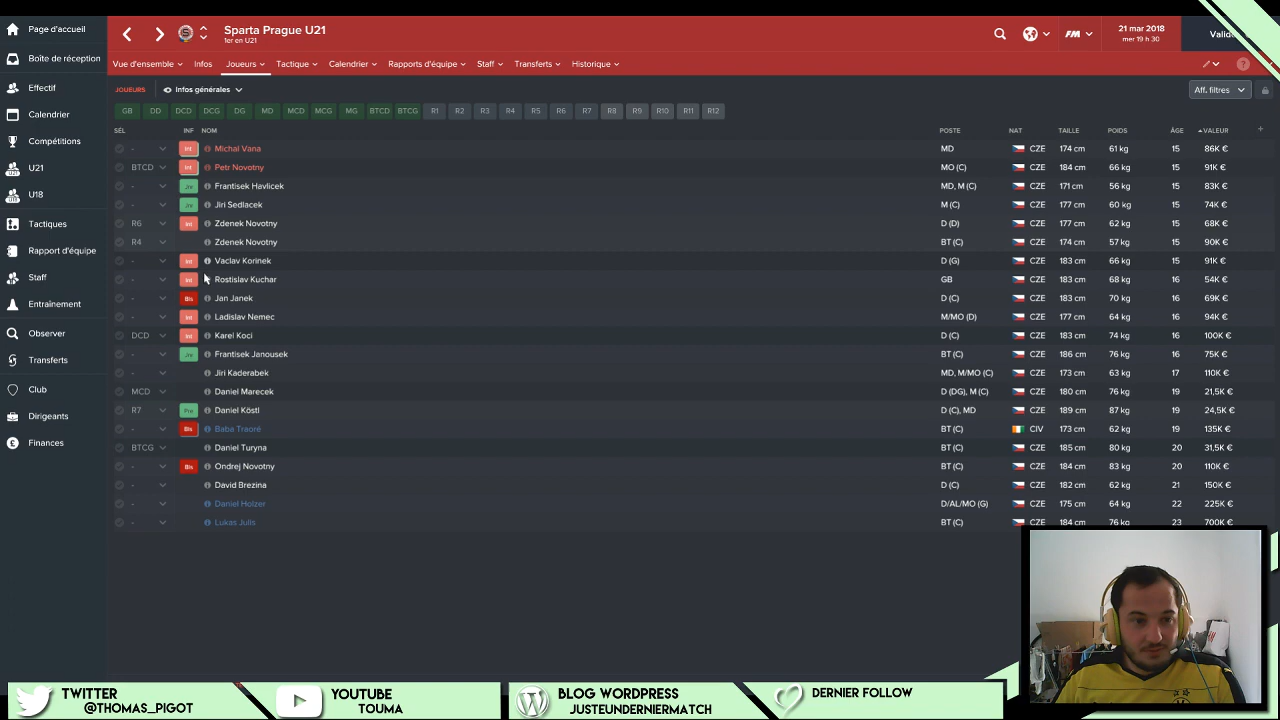 Page d'accueil
Boîte de réception
Effectif
Calendrier
Compétitions
U21
U18
Tactiques
Rapport d'équipe
Staff
Entraînement
Observer
Transferts
Club
Dirigeants
Finances
Sparta Prague U21
1er en U21
FM
21 mar 2018
mer 19 h 30
Valid
Vue d'ensemble Infos Joueurs Tactique Calendrier Rapports d'équipe Staff Transferts Historique
JOUEURS Infos générales Aff. filtres
GB DD DCD DCG DG MD MCD MCG MG BTCD BTCG R1 R2 R3 R4 R5 R6 R7 R8 R9 R10 R11 R12
SÉL INF NOM POSTE NAT TAILLE POIDS ÂGE VALEUR
- Int Michal Vana MD CZE 174 cm 61 kg 15 86K €
BTCD Int Petr Novotny MO (C) CZE 184 cm 66 kg 15 91K €
- Jnr Frantisek Havlicek MD, M (C) CZE 171 cm 56 kg 15 83K €
- Jnr Jiri Sedlacek M (C) CZE 177 cm 60 kg 15 74K €
R6 Int Zdenek Novotny D (D) CZE 177 cm 62 kg 15 68K €
R4 Zdenek Novotny BT (C) CZE 174 cm 57 kg 15 90K €
- Int Vaclav Korinek D (G) CZE 183 cm 66 kg 15 91K €
- Int Rostislav Kuchar GB CZE 183 cm 68 kg 16 54K €
- Bls Jan Janek D (C) CZE 183 cm 70 kg 16 69K €
- Int Ladislav Nemec M/MO (D) CZE 177 cm 64 kg 16 94K €
DCD Int Karel Koci D (C) CZE 183 cm 74 kg 16 100K €
- Jnr Frantisek Janousek BT (C) CZE 186 cm 76 kg 16 75K €
- Jiri Kaderabek MD, M/MO (C) CZE 173 cm 63 kg 17 110K €
MCD Daniel Marecek D (DG), M (C) CZE 180 cm 76 kg 19 21,5K €
R7 Pre Daniel Köstl D (C), MD CZE 189 cm 87 kg 19 24,5K €
- Bls Baba Traoré BT (C) CIV 173 cm 62 kg 19 135K €
BTCG Daniel Turyna BT (C) CZE 185 cm 80 kg 20 31,5K €
- Bls Ondrej Novotny BT (C) CZE 184 cm 83 kg 20 110K €
- David Brezina D (C) CZE 182 cm 62 kg 21 150K €
- Daniel Holzer D/AL/MO (G) CZE 175 cm 64 kg 22 225K €
- Lukas Julis BT (C) CZE 184 cm 76 kg 23 700K €
TWITTER
@THOMAS_PIGOT
YOUTUBE
TOUMA
BLOG WORDPRESS
JUSTEUNDERNIERMATCH
DERNIER FOLLOW